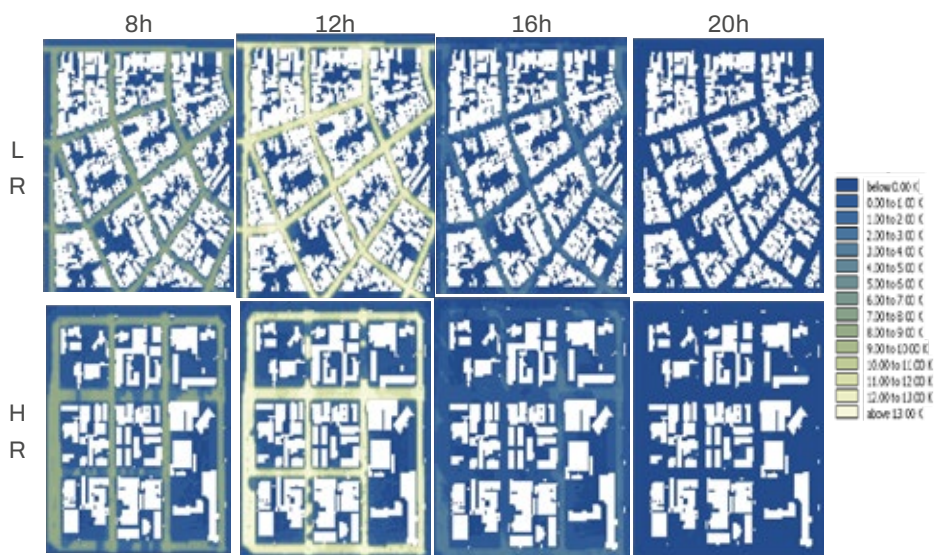 8h 12h 16h 20h
L
R
H
R
below 0.00 K
0.00 to 1.00 K
1.00 to 2.00 K
2.00 to 3.00 K
3.00 to 4.00 K
4.00 to 5.00 K
5.00 to 6.00 K
6.00 to 7.00 K
7.00 to 8.00 K
8.00 to 9.00 K
9.00 to 10.00 K
10.00 to 11.00 K
11.00 to 12.00 K
12.00 to 13.00 K
above 13.00 K